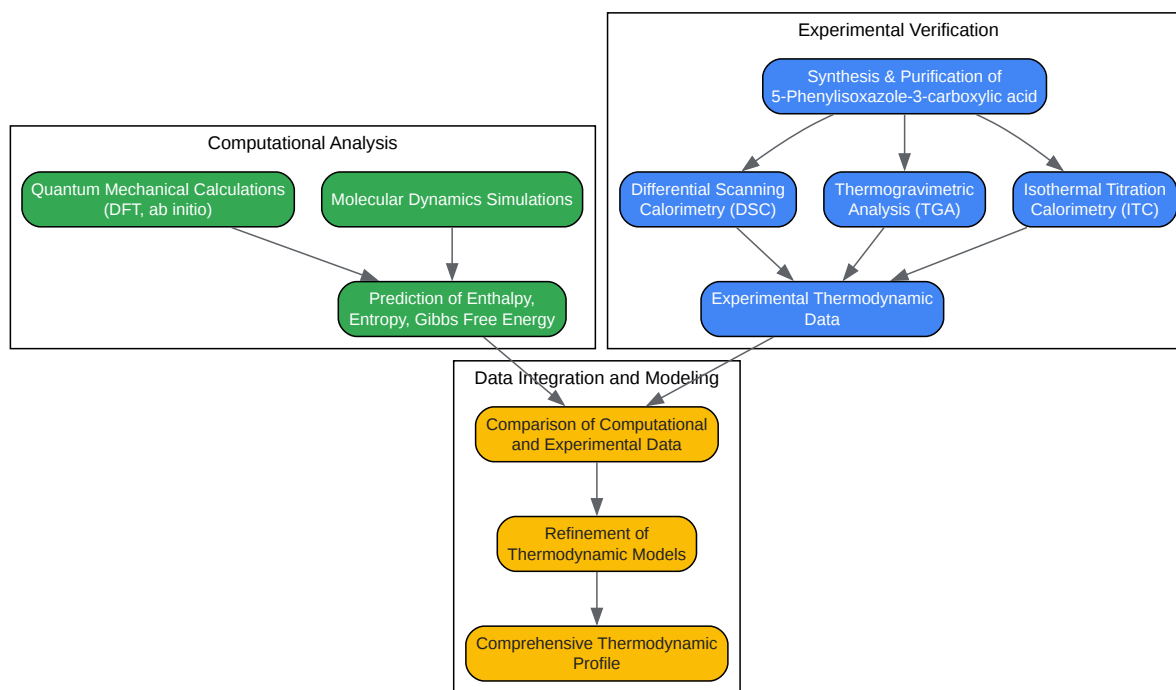 Experimental Verification
Synthesis & Purification of
5-Phenylisoxazole-3-carboxylic acid
Computational Analysis
Quantum Mechanical Calculations
(DFT, ab initio)
Molecular Dynamics Simulations
Differential Scanning
Calorimetry (DSC)
Thermogravimetric
Analysis (TGA)
Isothermal Titration
Calorimetry (ITC)
Prediction of Enthalpy,
Entropy, Gibbs Free Energy
Experimental Thermodynamic
Data
Data Integration and Modeling
Comparison of Computational
and Experimental Data
Refinement of
Thermodynamic Models
Comprehensive Thermodynamic
Profile